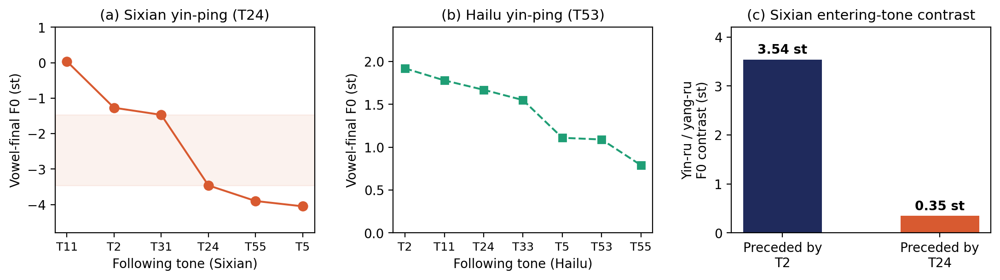 (a) Sixian yin-ping (T24)
Vowel-final F0 (st)
1
0
−1
−2
−3
−4
T11 T2 T31 T24 T55 T5
Following tone (Sixian)
(b) Hailu yin-ping (T53)
Vowel-final F0 (st)
2.0
1.5
1.0
0.5
0.0
T2 T11 T24 T33 T5 T53 T55
Following tone (Hailu)
(c) Sixian entering-tone contrast
Yin-ru / yang-ru
F0 contrast (st)
4
3
2
1
0
3.54 st
0.35 st
Preceded by
T2
Preceded by
T24